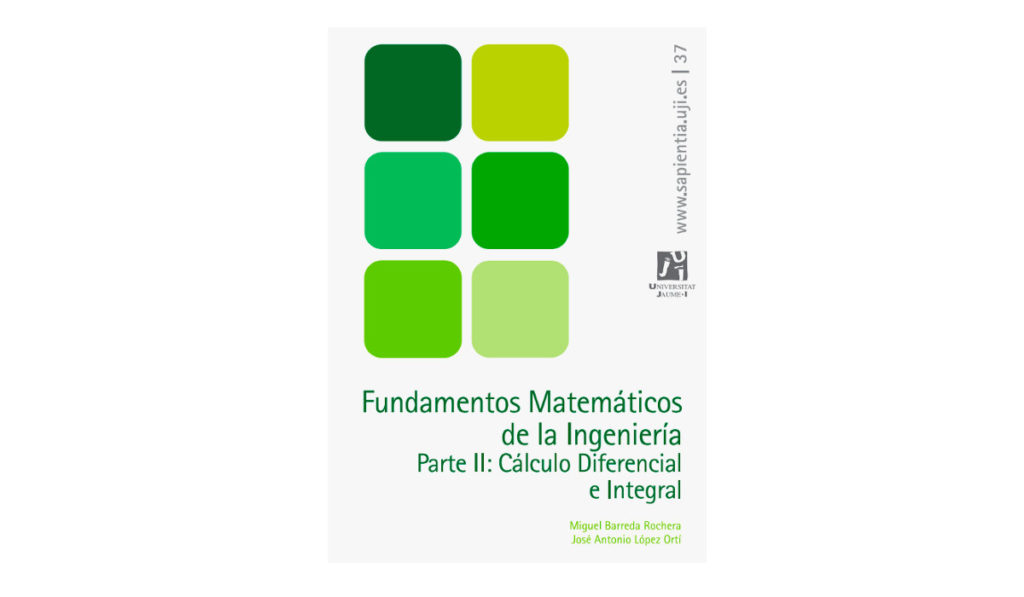 www.sapientia.uji.es | 37
UNIVERSITAT
JAUME·I
Fundamentos Matemáticos
de la Ingeniería
Parte II: Cálculo Diferencial
e Integral
Miguel Barreda Rochera
José Antonio López Ortí